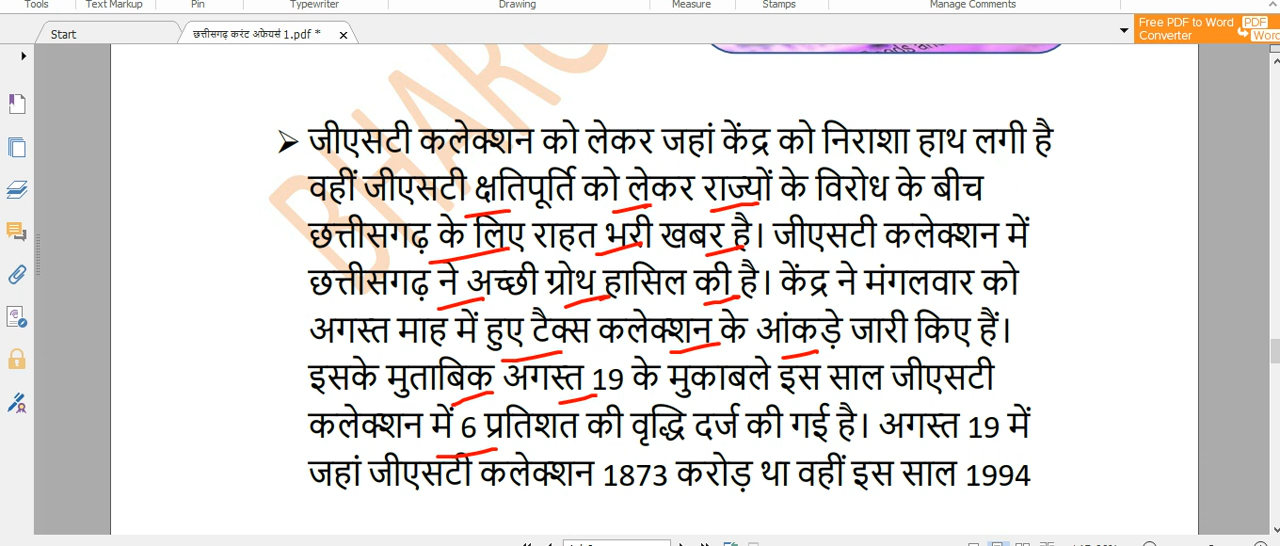 Tools Text Markup Pin Typewriter Drawing Measure Stamps Manage Comments
Start छत्तीसगढ़ करंट अफेयर्स 1.pdf * x
Free PDF to Word Converter PDF Word
BHARG
जीएसटी कलेक्शन को लेकर जहां केंद्र को निराशा हाथ लगी है
वहीं जीएसटी क्षतिपूर्ति को लेकर राज्यों के विरोध के बीच
छत्तीसगढ़ के लिए राहत भरी खबर है। जीएसटी कलेक्शन में
छत्तीसगढ़ ने अच्छी ग्रोथ हासिल की है। केंद्र ने मंगलवार को
अगस्त माह में हुए टैक्स कलेक्शन के आंकड़े जारी किए हैं।
इसके मुताबिक अगस्त 19 के मुकाबले इस साल जीएसटी
कलेक्शन में 6 प्रतिशत की वृद्धि दर्ज की गई है। अगस्त 19 में
जहां जीएसटी कलेक्शन 1873 करोड़ था वहीं इस साल 1994